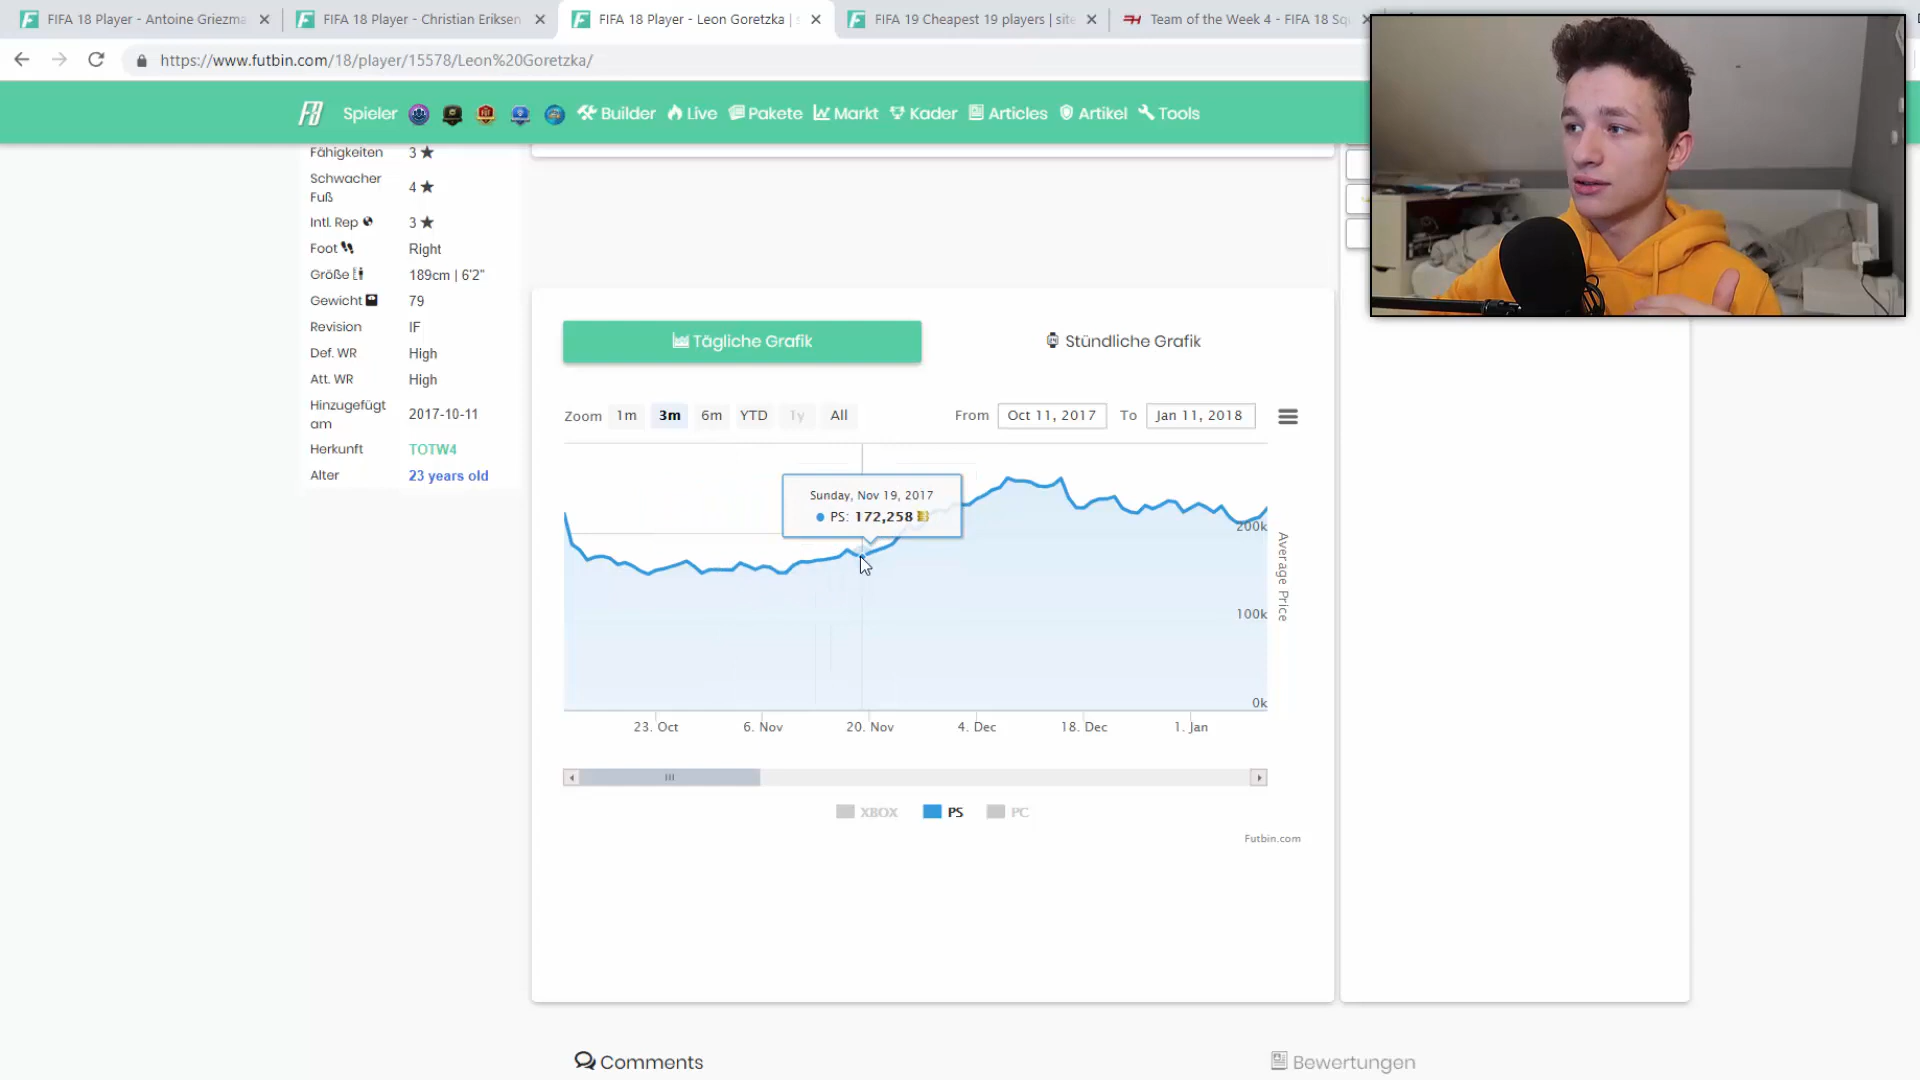 FIFA 18 Player - Antoine Griezma
FIFA 18 Player - Christian Eriksen
FIFA 18 Player - Leon Goretzka | s
FIFA 19 Cheapest 19 players | site
Team of the Week 4 - FIFA 18 Squ
https://www.futbin.com/18/player/15578/Leon%20Goretzka/
Spieler Builder Live Pakete Markt Kader Articles Artikel Tools
Fähigkeiten 3 ★
Schwacher
Fuß 4 ★
Intl. Rep 3 ★
Foot Right
Größe 189cm | 6'2"
Gewicht 79
Revision IF
Def. WR High
Att. WR High
Hinzugefügt
am 2017-10-11
Herkunft TOTW4
Alter 23 years old
Tägliche Grafik
Stündliche Grafik
Zoom 1m 3m 6m YTD 1y All
From Oct 11, 2017 To Jan 11, 2018
Sunday, Nov 19, 2017
● PS: 172,258
200k
100k
0k
Average Price
23. Oct 6. Nov 20. Nov 4. Dec 18. Dec 1. Jan
XBOX PS PC
Futbin.com
Comments
Bewertungen